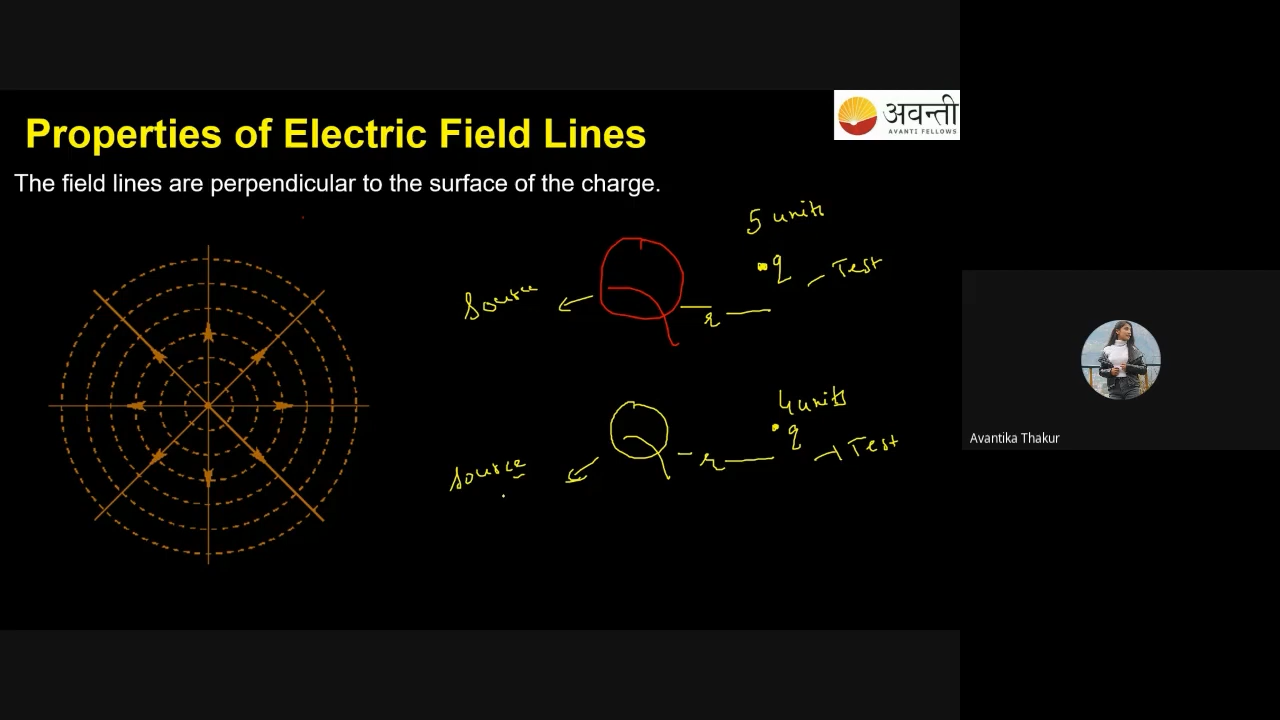 Properties of Electric Field Lines
अवन्ती
AVANTI FELLOWS
The field lines are perpendicular to the surface of the charge.
5 units
q
Test
Source
Q
r
4 units
q
Test
Source
Q
r
Avantika Thakur